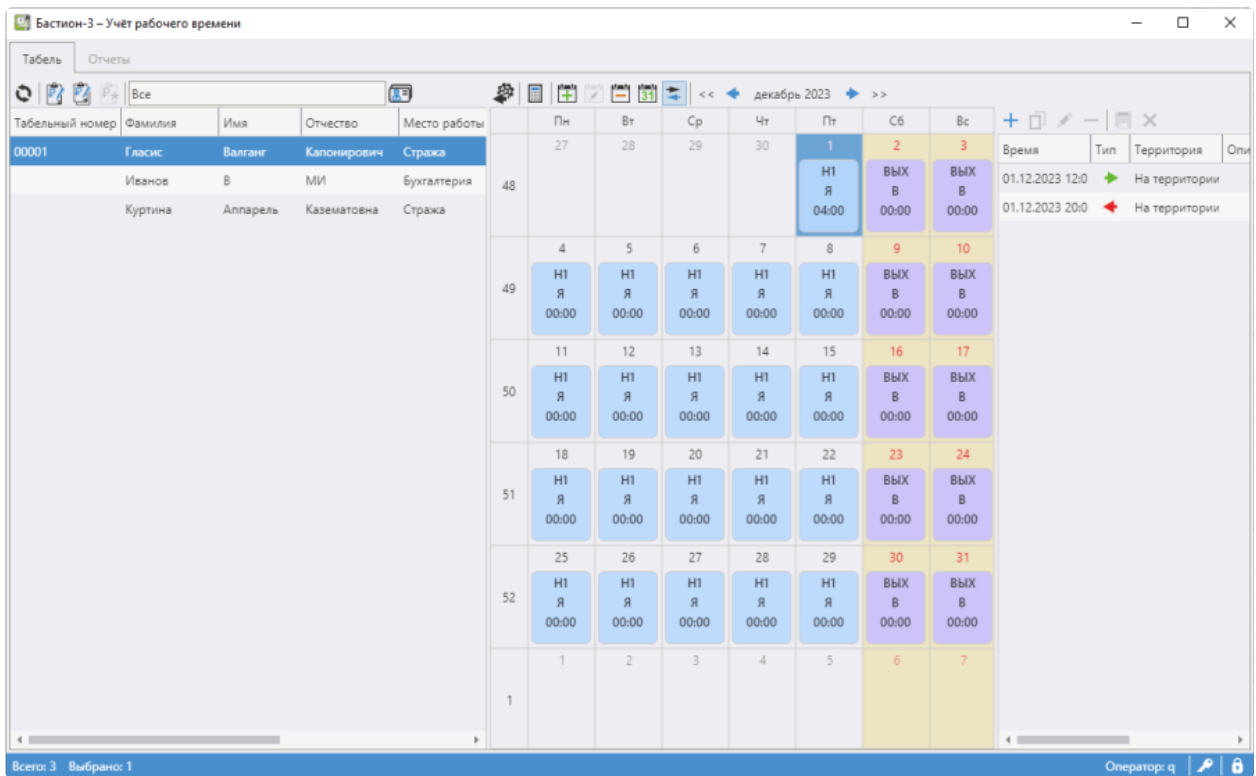 Бастион-3 – Учёт рабочего времени
Табель Отчеты
Все << декабрь 2023 >>
Табельный номер Фамилия Имя Отчество Место работы
00001 Гласис Валганг Капонирович Стража
Иванов В МИ Бухгалтерия
Куртина Аппарель Казематовна Стража
Пн Вт Ср Чт Пт Сб Вс
27 28 29 30 1 2 3
48 Н1 ВЫХ ВЫХ
Я В В
04:00 00:00 00:00
4 5 6 7 8 9 10
49 Н1 Н1 Н1 Н1 Н1 ВЫХ ВЫХ
Я Я Я Я Я В В
00:00 00:00 00:00 00:00 00:00 00:00 00:00
11 12 13 14 15 16 17
50 Н1 Н1 Н1 Н1 Н1 ВЫХ ВЫХ
Я Я Я Я Я В В
00:00 00:00 00:00 00:00 00:00 00:00 00:00
18 19 20 21 22 23 24
51 Н1 Н1 Н1 Н1 Н1 ВЫХ ВЫХ
Я Я Я Я Я В В
00:00 00:00 00:00 00:00 00:00 00:00 00:00
25 26 27 28 29 30 31
52 Н1 Н1 Н1 Н1 Н1 ВЫХ ВЫХ
Я Я Я Я Я В В
00:00 00:00 00:00 00:00 00:00 00:00 00:00
1 2 3 4 5 6 7
1
Время Тип Территория Опи
01.12.2023 12:0 На территории
01.12.2023 20:0 На территории
Всего: 3 Выбрано: 1 Оператор: q